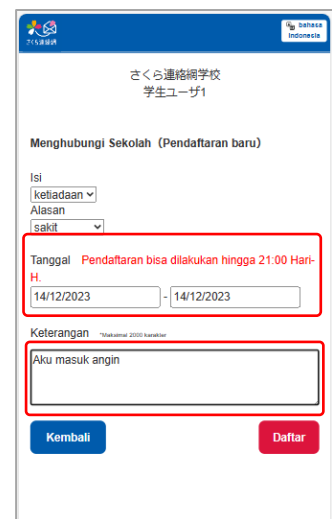 さくら連絡網
bahasa
Indonesia
さくら連絡網学校
学生ユーザ1
Menghubungi Sekolah（Pendaftaran baru）
Isi
ketiadaan
Alasan
sakit
Tanggal Pendaftaran bisa dilakukan hingga 21:00 Hari-
H.
14/12/2023 - 14/12/2023
Keterangan *Maksimal 2000 karakter
Aku masuk angin
Kembali Daftar